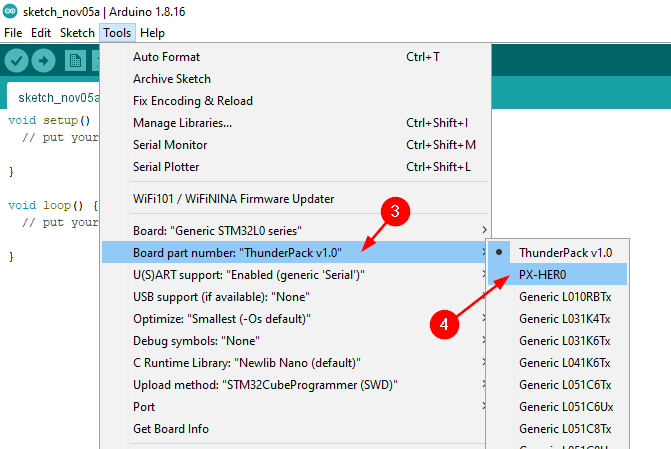 sketch_nov05a | Arduino 1.8.16
File Edit Sketch Tools Help
sketch_nov05a
void setup()
// put your
}
void loop() {
// put your
}
Auto Format Ctrl+T
Archive Sketch
Fix Encoding & Reload
Manage Libraries... Ctrl+Shift+I
Serial Monitor Ctrl+Shift+M
Serial Plotter Ctrl+Shift+L
WiFi101 / WiFiNINA Firmware Updater
3
Board: "Generic STM32L0 series"
Board part number: "ThunderPack v1.0"
U(S)ART support: "Enabled (generic 'Serial')"
USB support (if available): "None"
Optimize: "Smallest (-Os default)"
Debug symbols: "None"
C Runtime Library: "Newlib Nano (default)"
Upload method: "STM32CubeProgrammer (SWD)"
Port
Get Board Info
4
ThunderPack v1.0
PX-HER0
Generic L010RBTx
Generic L031K4Tx
Generic L031K6Tx
Generic L041K6Tx
Generic L051C6Tx
Generic L051C6Ux
Generic L051C8Tx